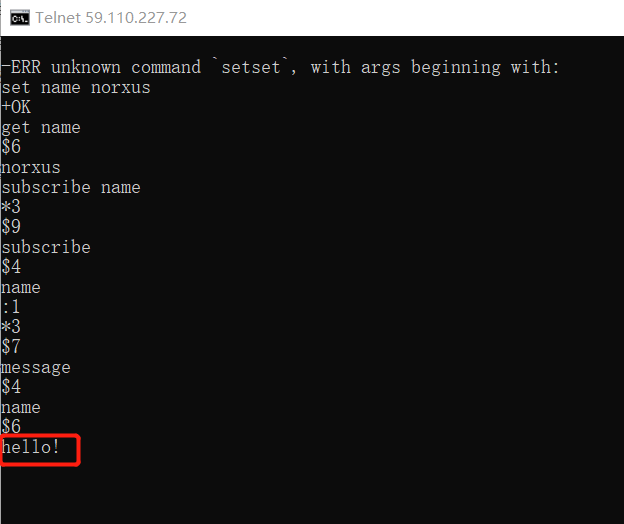 Telnet 59.110.227.72
-ERR unknown command `setset`, with args beginning with:
set name norxus
+OK
get name
$6
norxus
subscribe name
*3
$9
subscribe
$4
name
:1
*3
$7
message
$4
name
$6
hello!